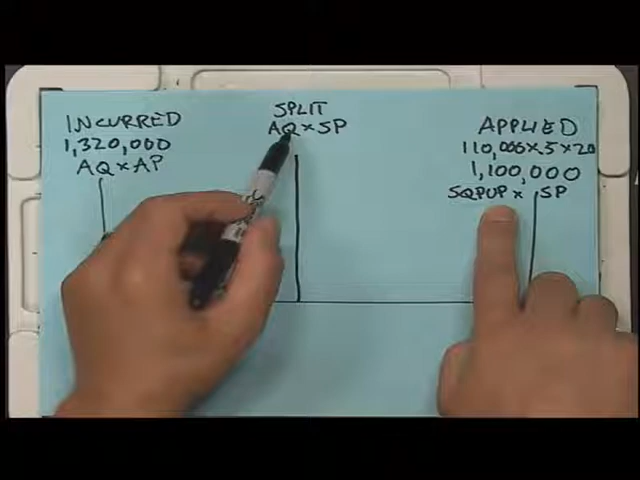 INCURRED
1,320,000
AQ×AP
SPLIT
AQ×SP
APPLIED
110,000×.5×20
1,100,000
SQPUP× SP